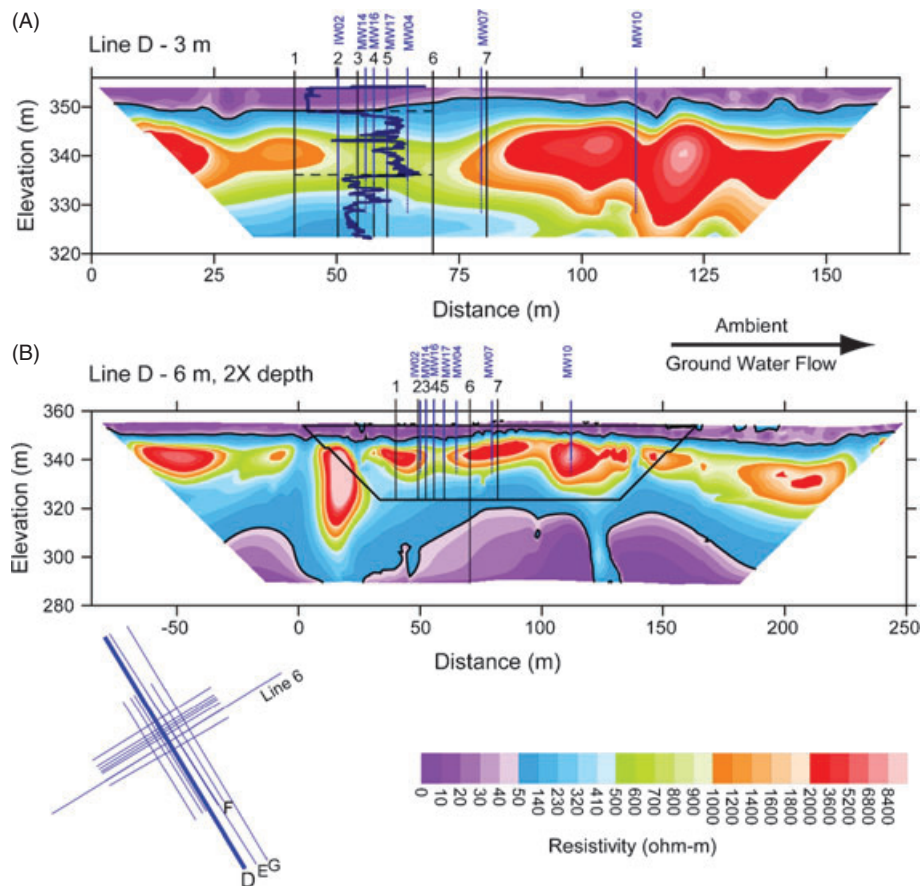 (A)
Line D - 3 m
1 2 3 4 5 6 7
IW02 MW14 MW16 MW17 MW04 MW07 MW10
Elevation (m)
350
340
330
320
0 25 50 75 100 125 150
Distance (m)
Ambient
Ground Water Flow
(B)
Line D - 6 m, 2X depth
IW02 MW14 MW16 MW17 MW04 MW07 MW10
1 2 3 4 5 6 7
Elevation (m)
360
340
320
300
280
-50 0 50 100 150 200 250
Distance (m)
Line 6
F
G
E
D
0 10 20 30 40 50 140 230 320 410 500 600 700 800 900 1000 1200 1400 1600 1800 2000 3600 5200 6800 8400
Resistivity (ohm-m)